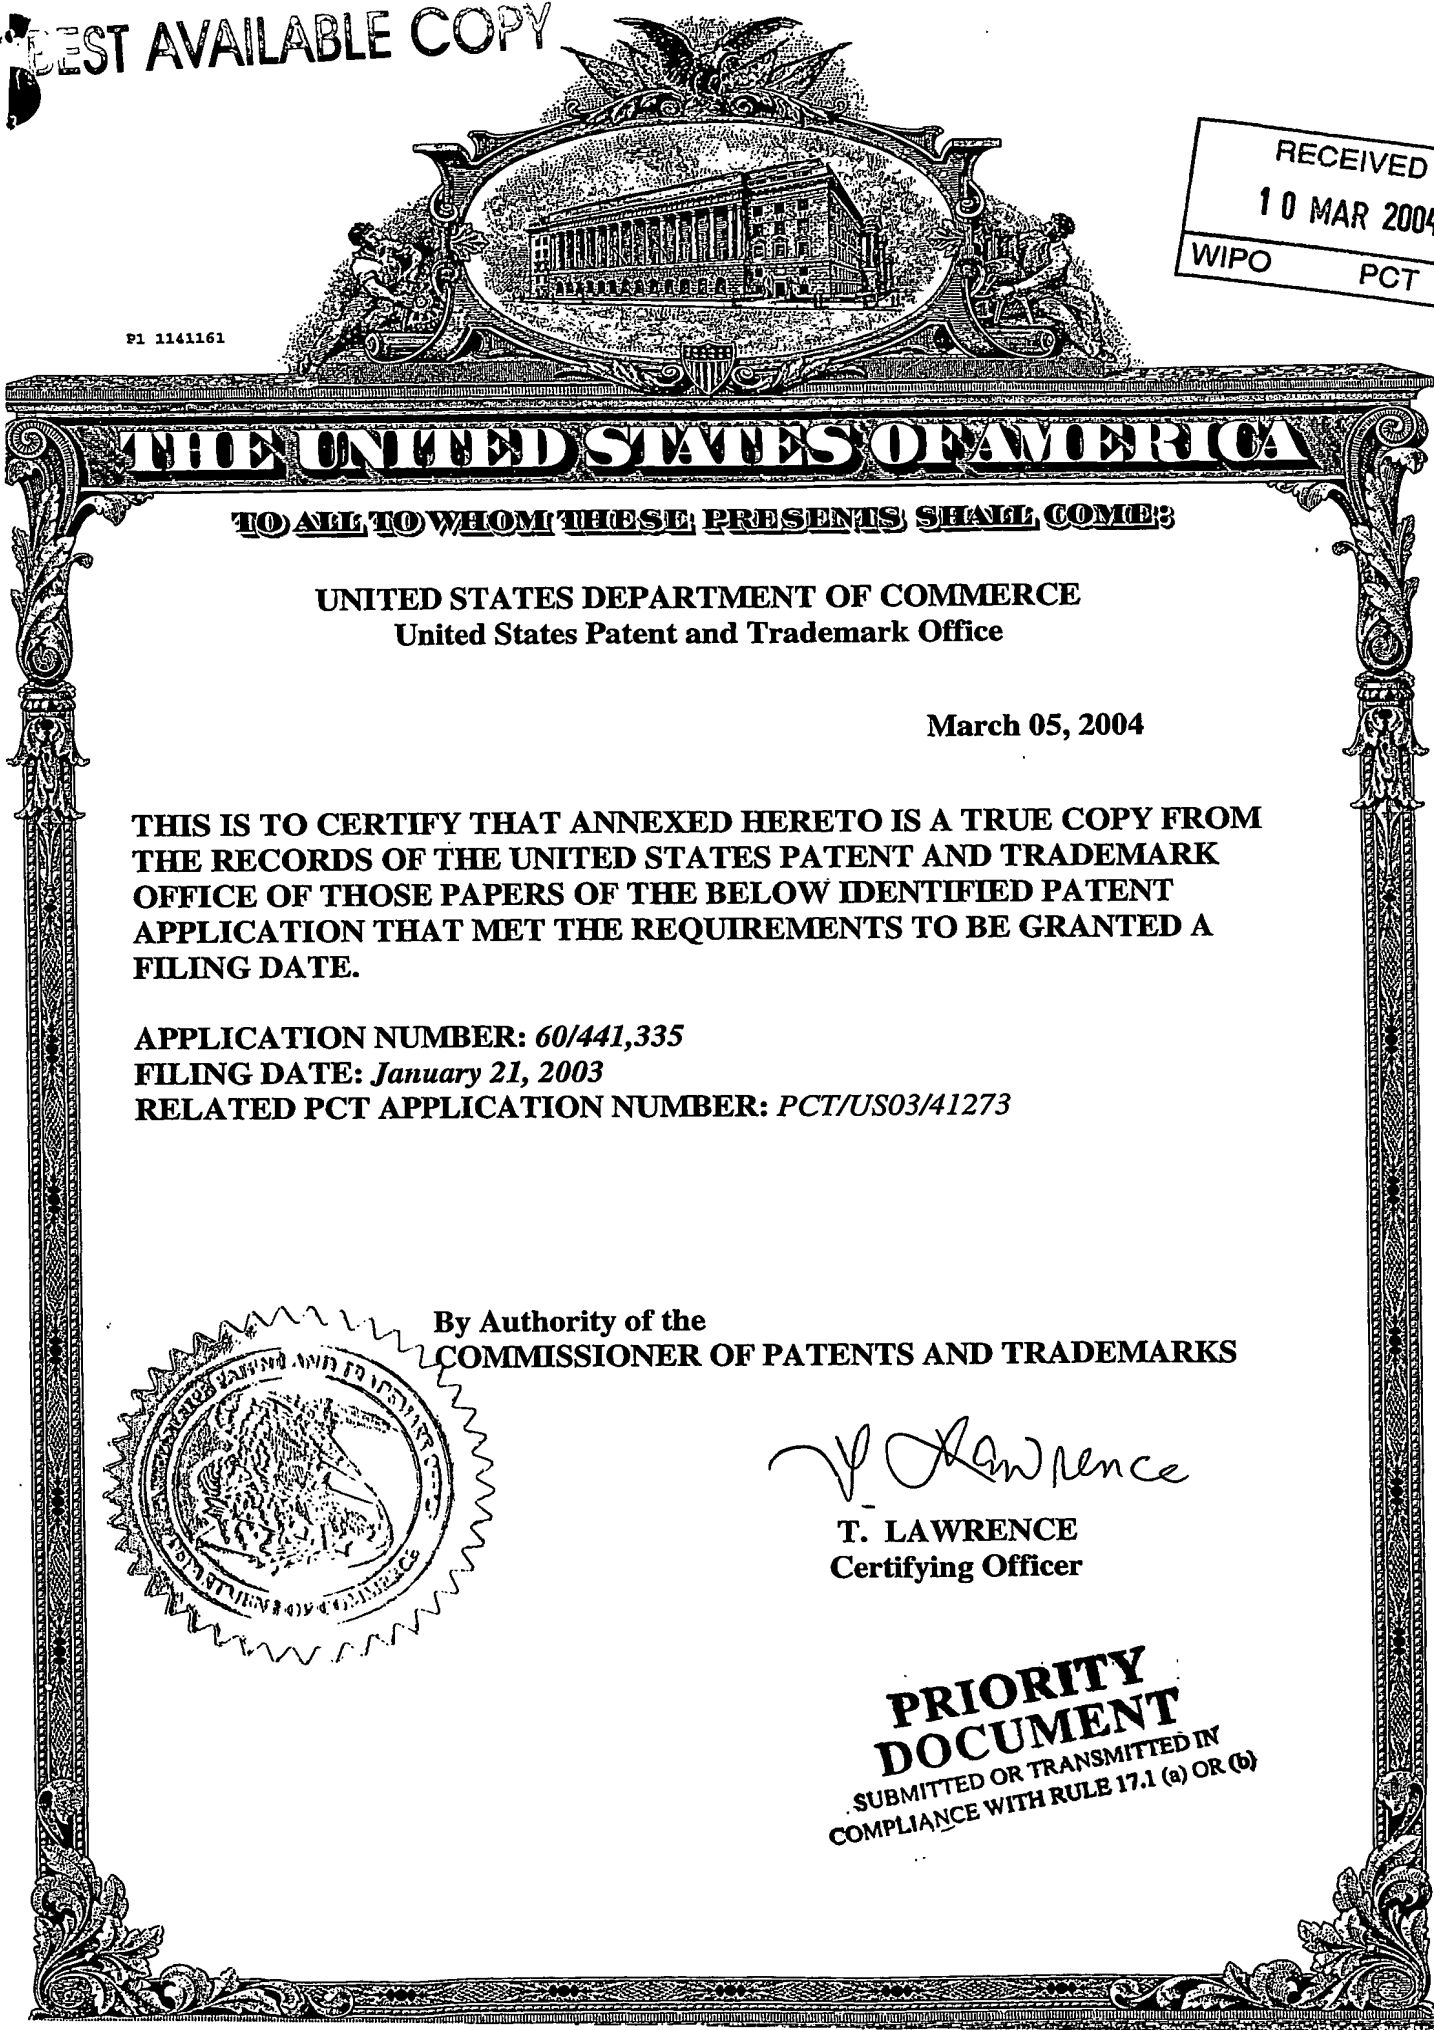 BEST AVAILABLE COPY
RECEIVED
10 MAR 2004
WIPO PCT
P1 1141161
THE UNITED STATES OF AMERICA
TO ALL TO WHOM THESE PRESENTS SHALL COME:
UNITED STATES DEPARTMENT OF COMMERCE
United States Patent and Trademark Office
March 05, 2004
THIS IS TO CERTIFY THAT ANNEXED HERETO IS A TRUE COPY FROM
THE RECORDS OF THE UNITED STATES PATENT AND TRADEMARK
OFFICE OF THOSE PAPERS OF THE BELOW IDENTIFIED PATENT
APPLICATION THAT MET THE REQUIREMENTS TO BE GRANTED A
FILING DATE.
APPLICATION NUMBER: 60/441,335
FILING DATE: January 21, 2003
RELATED PCT APPLICATION NUMBER: PCT/US03/41273
By Authority of the
COMMISSIONER OF PATENTS AND TRADEMARKS
PATENT AND
DEPARTMENT OF COMMERCE
Lawrence
T. LAWRENCE
Certifying Officer
PRIORITY
DOCUMENT
SUBMITTED OR TRANSMITTED IN
COMPLIANCE WITH RULE 17.1 (a) OR (b)